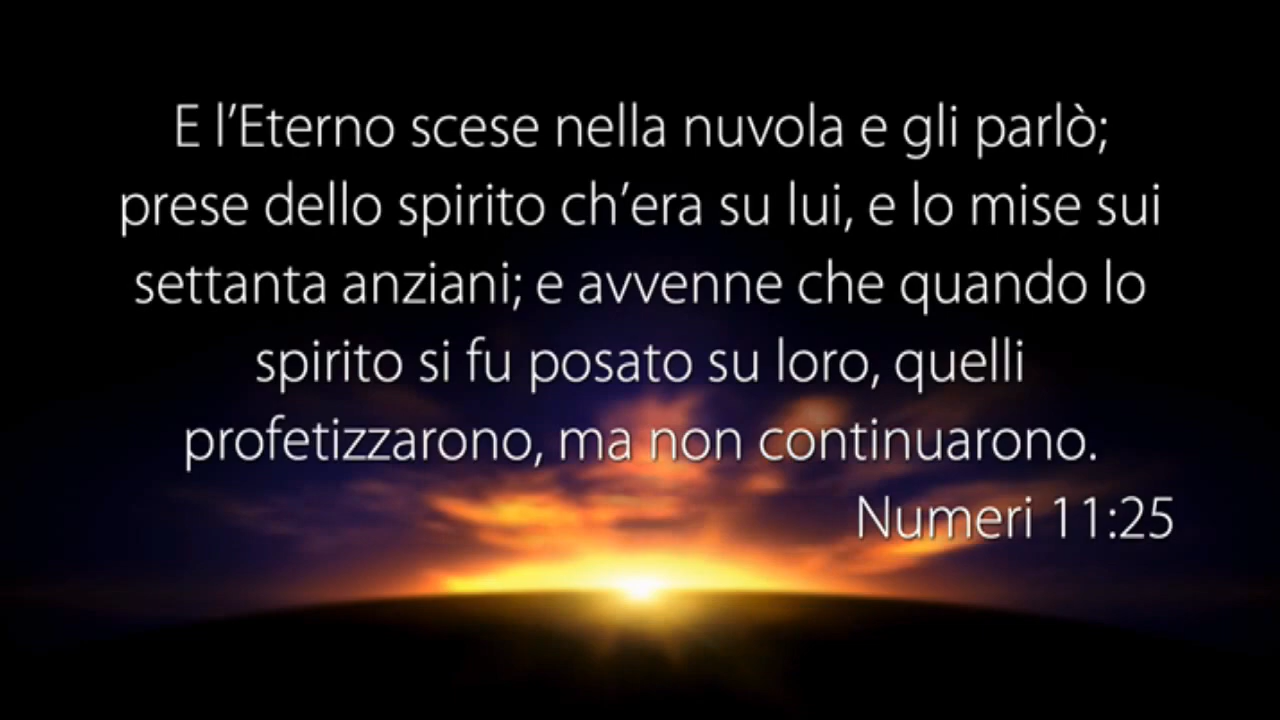 E l’Eterno scese nella nuvola e gli parlò;
prese dello spirito ch’era su lui, e lo mise sui
settanta anziani; e avvenne che quando lo
spirito si fu posato su loro, quelli
profetizzarono, ma non continuarono.
Numeri 11:25